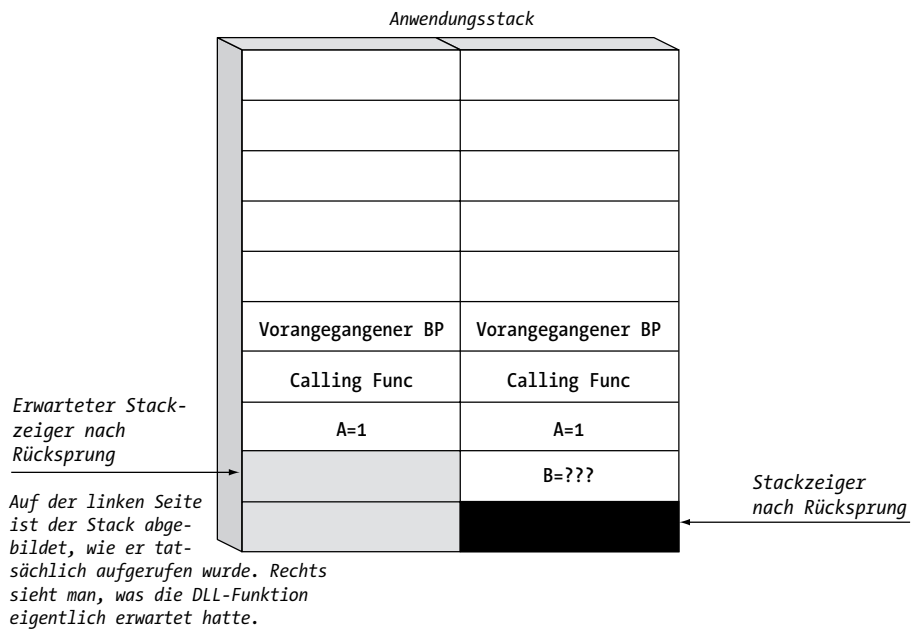 Anwendungsstack
Vorangegangener BP Vorangegangener BP
Calling Func Calling Func
A=1 A=1
B=???
Erwarteter Stack-
zeiger nach
Rücksprung
Stackzeiger
nach Rücksprung
Auf der linken Seite
ist der Stack abge-
bildet, wie er tat-
sächlich aufgerufen wurde. Rechts
sieht man, was die DLL-Funktion
eigentlich erwartet hatte.